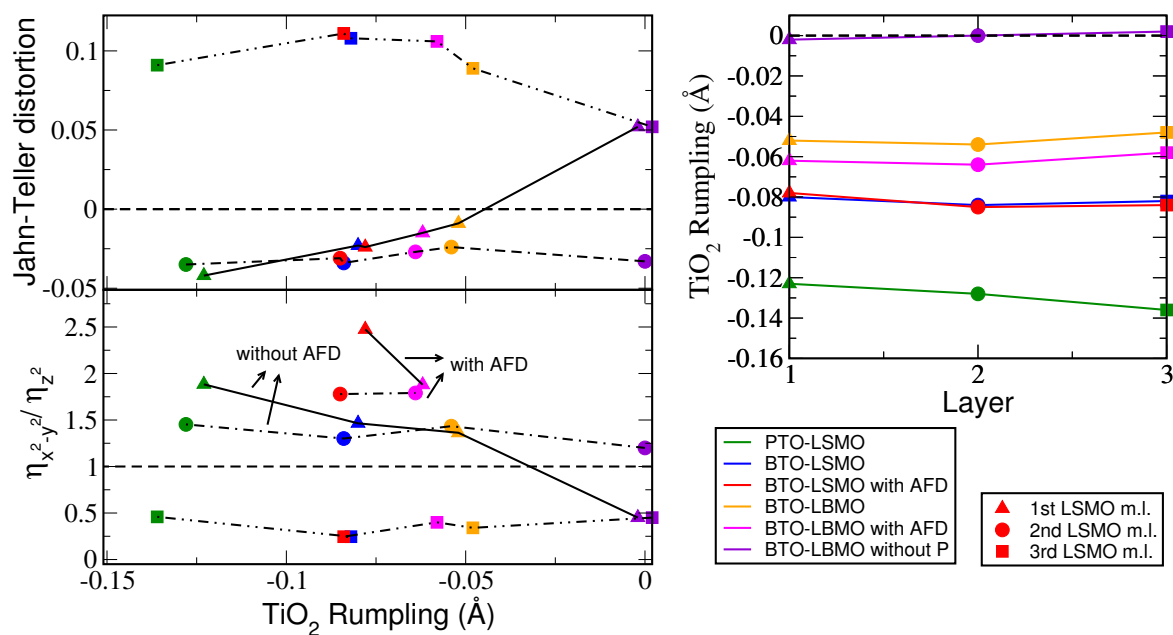 Jahn-Teller distortion
0.1
0.05
0
-0.05
η_{x²-y²}/ η_{z²}
2.5
2
1.5
1
0.5
0
without AFD
with AFD
-0.15
-0.1
-0.05
0
TiO₂ Rumpling (Å)
TiO₂ Rumpling (Å)
0
-0.02
-0.04
-0.06
-0.08
-0.1
-0.12
-0.14
-0.16
1
2
3
Layer
PTO-LSMO
BTO-LSMO
BTO-LSMO with AFD
BTO-LBMO
BTO-LBMO with AFD
BTO-LBMO without P
1st LSMO m.l.
2nd LSMO m.l.
3rd LSMO m.l.